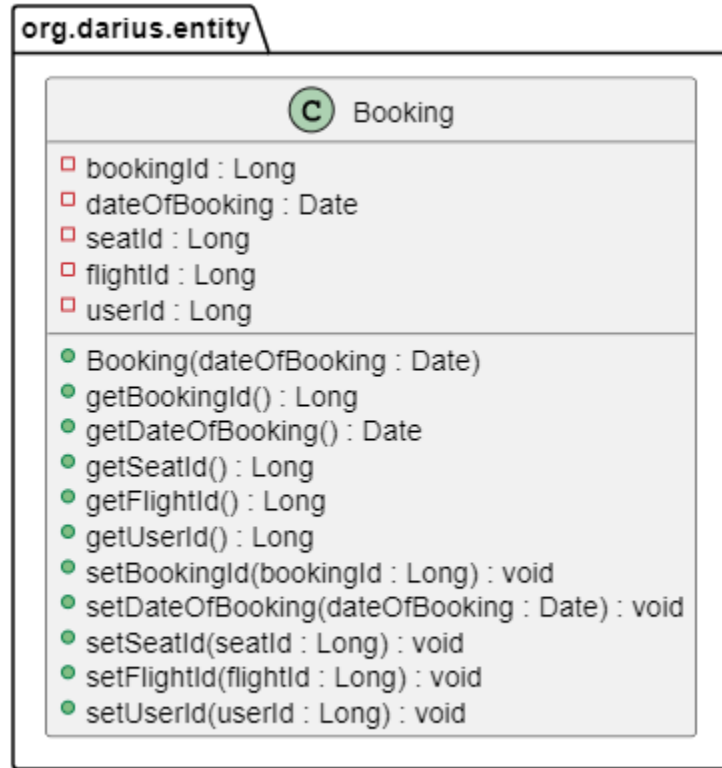 org.darius.entity
C Booking
bookingId : Long
dateOfBooking : Date
seatId : Long
flightId : Long
userId : Long
Booking(dateOfBooking : Date)
getBookingId() : Long
getDateOfBooking() : Date
getSeatId() : Long
getFlightId() : Long
getUserId() : Long
setBookingId(bookingId : Long) : void
setDateOfBooking(dateOfBooking : Date) : void
setSeatId(seatId : Long) : void
setFlightId(flightId : Long) : void
setUserId(userId : Long) : void